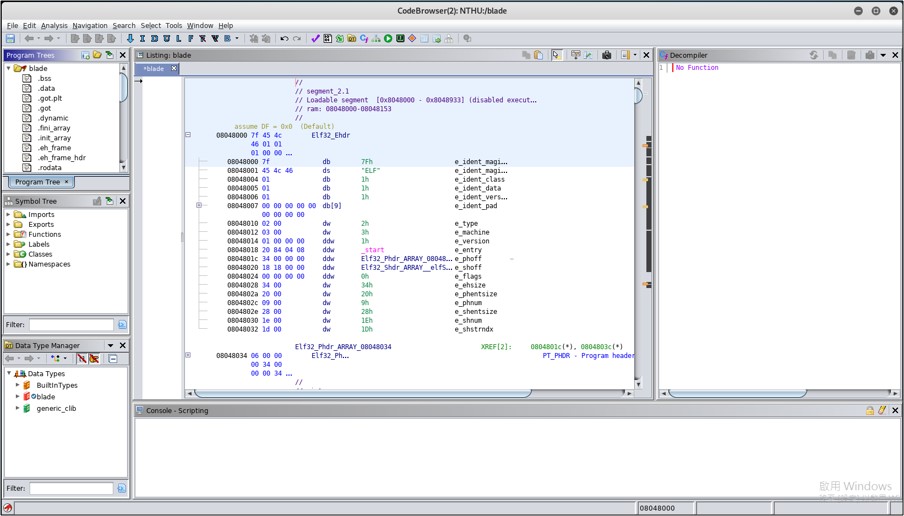 CodeBrowser(2): NTHU:/blade
File Edit Analysis Navigation Search Select Tools Window Help
Program Trees
blade
.bss
.data
.got.plt
.got
.dynamic
.fini_array
.init_array
.eh_frame
.eh_frame_hdr
.rodata
Program Tree ×
Symbol Tree
Imports
Exports
Functions
Labels
Classes
Namespaces
Filter:
Data Type Manager
Data Types
BuiltInTypes
blade
generic_clib
Filter:
Listing: blade
*blade
//
// segment_2.1
// Loadable segment [0x8048000 - 0x8048933] (disabled execut...
// ram: 08048000-08048153
//
assume DF = 0x0 (Default)
08048000 7f 45 4c Elf32_Ehdr
46 01 01
01 00 00 ...
08048000 7f db 7Fh e_ident_magi...
08048001 45 4c 46 ds "ELF" e_ident_magi...
08048004 01 db 1h e_ident_class
08048005 01 db 1h e_ident_data
08048006 01 db 1h e_ident_vers...
08048007 00 00 00 00 00 db[9] e_ident_pad
00 00 00 00
08048010 02 00 dw 2h e_type
08048012 03 00 dw 3h e_machine
08048014 01 00 00 00 ddw 1h e_version
08048018 20 84 04 08 ddw _start e_entry
0804801c 34 00 00 00 ddw Elf32_Phdr_ARRAY_08048... e_phoff
08048020 18 18 00 00 ddw Elf32_Shdr_ARRAY__elfS... e_shoff
08048024 00 00 00 00 ddw 0h e_flags
08048028 34 00 dw 34h e_ehsize
0804802a 20 00 dw 20h e_phentsize
0804802c 09 00 dw 9h e_phnum
0804802e 28 00 dw 28h e_shentsize
08048030 1e 00 dw 1Eh e_shnum
08048032 1d 00 dw 1Dh e_shstrndx
Elf32_Phdr_ARRAY_08048034 XREF[2]: 0804801c(*), 0804803c(*)
08048034 06 00 00 Elf32_Ph... PT_PHDR - Program header
00 34 00
00 00 34 ...
//
Decompiler
1 No Function
Console - Scripting
啟用 Windows
08048000